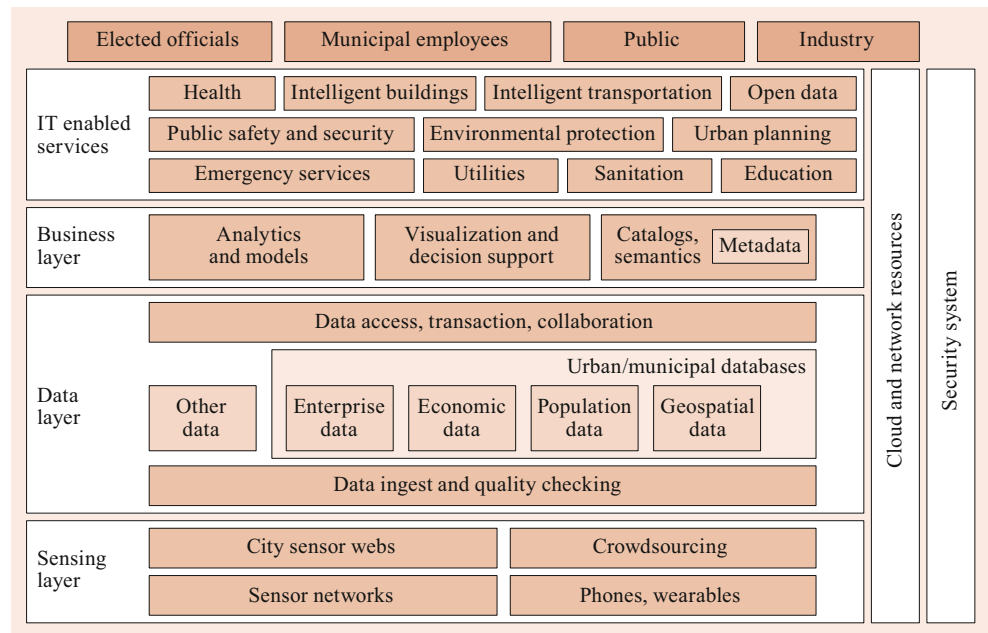 Elected officials
Municipal employees
Public
Industry
IT enabled
services
Health
Intelligent buildings
Intelligent transportation
Open data
Public safety and security
Environmental protection
Urban planning
Emergency services
Utilities
Sanitation
Education
Business
layer
Analytics
and models
Visualization and
decision support
Catalogs,
semantics
Metadata
Data
layer
Data access, transaction, collaboration
Urban/municipal databases
Other
data
Enterprise
data
Economic
data
Population
data
Geospatial
data
Data ingest and quality checking
Sensing
layer
City sensor webs
Crowdsourcing
Sensor networks
Phones, wearables
Cloud and network resources
Security system